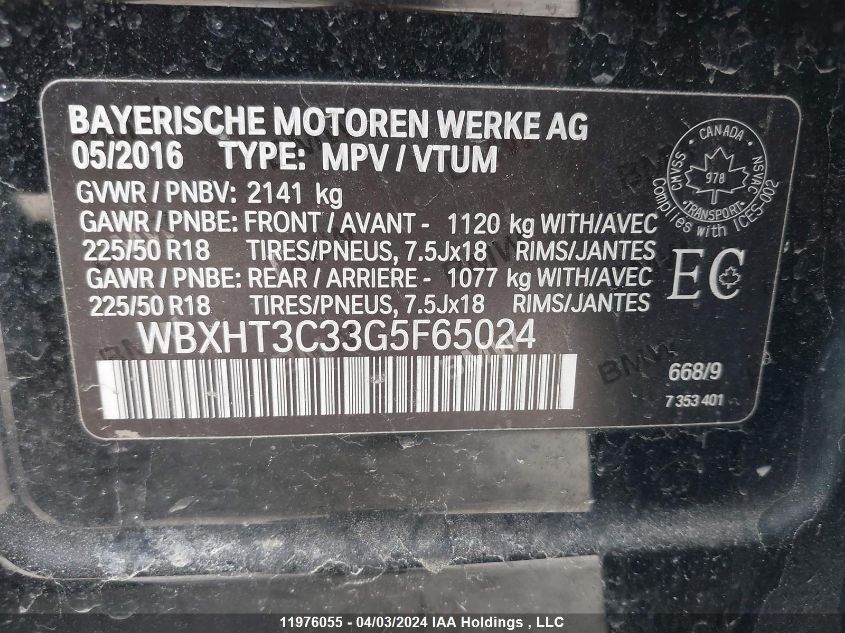 BAYERISCHE MOTOREN WERKE AG
05/2016 TYPE: MPV / VTUM
GVWR / PNBV: 2141 kg
GAWR / PNBE: FRONT / AVANT - 1120 kg WITH/AVEC
225/50 R18 TIRES/PNEUS, 7.5Jx18 RIMS/JANTES
GAWR / PNBE: REAR / ARRIERE - 1077 kg WITH/AVEC
225/50 R18 TIRES/PNEUS, 7.5Jx18 RIMS/JANTES
WBXHT3C33G5F65024
CANADA
CMVSS
NSVAC
978
TRANSPORT
Complies with ICES-002
EC
668/9
7 353 401
BMW
11976055 - 04/03/2024 IAA Holdings , LLC